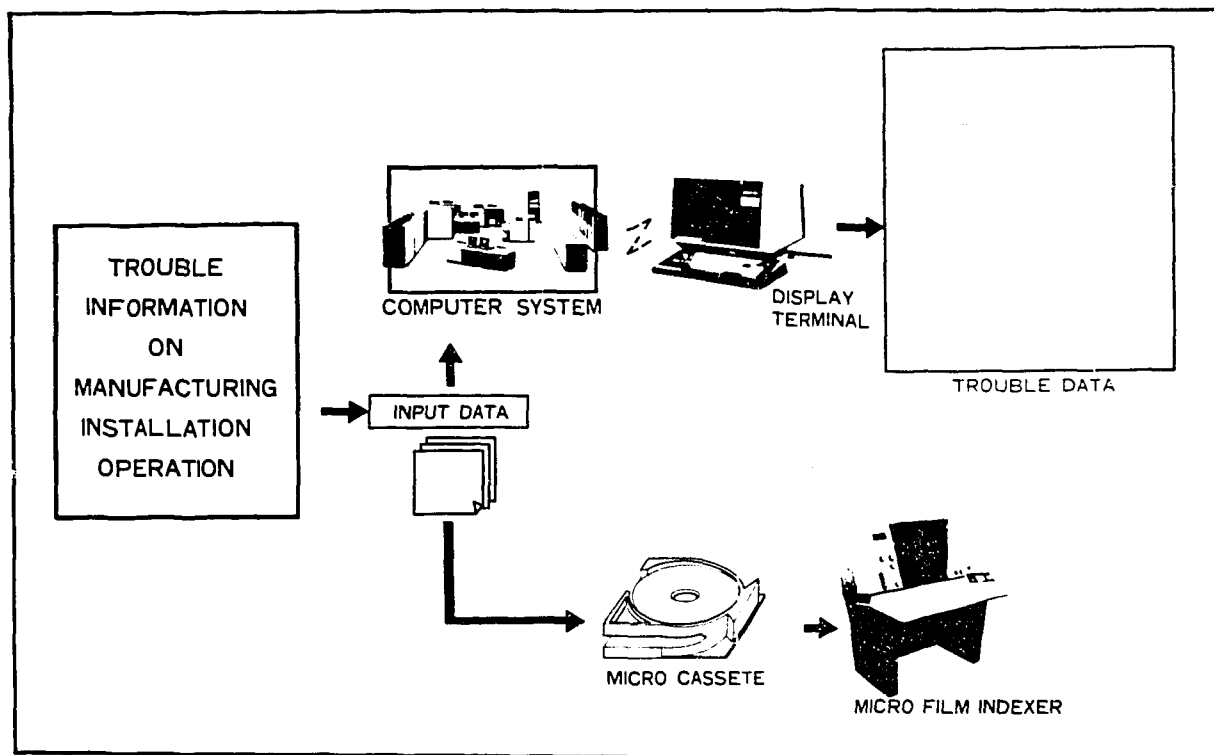 TROUBLE
INFORMATION
ON
MANUFACTURING
INSTALLATION
OPERATION
INPUT DATA
COMPUTER SYSTEM
DISPLAY
TERMINAL
TROUBLE DATA
MICRO CASSETE
MICRO FILM INDEXER